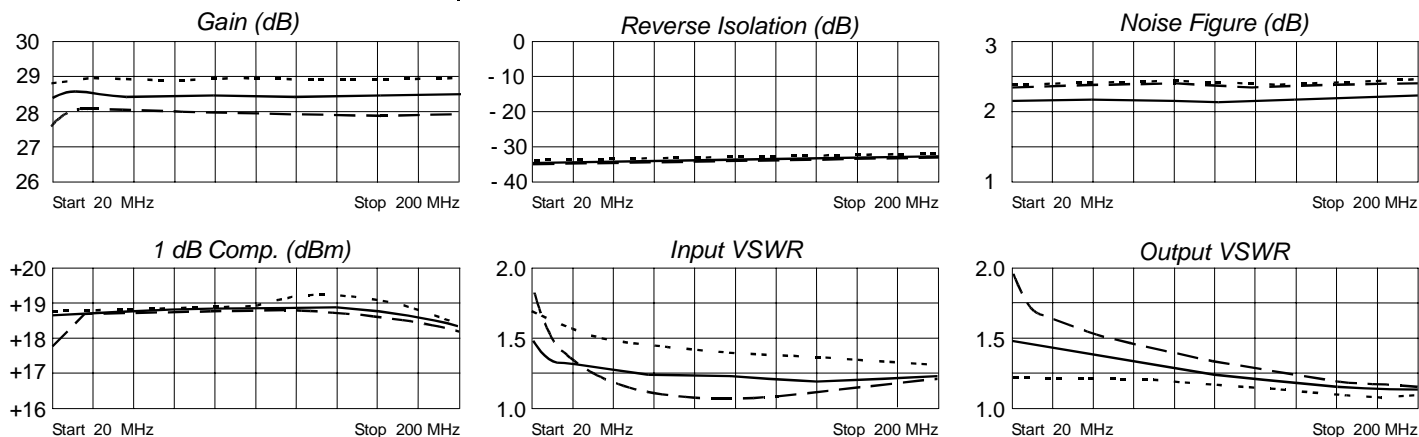 Gain (dB)
30
29
28
27
26
Start 20 MHz
Stop 200 MHz
Reverse Isolation (dB)
0
- 10
- 20
- 30
- 40
Start 20 MHz
Stop 200 MHz
Noise Figure (dB)
3
2
1
Start 20 MHz
Stop 200 MHz
1 dB Comp. (dBm)
+20
+19
+18
+17
+16
Start 20 MHz
Stop 200 MHz
Input VSWR
2.0
1.5
1.0
Start 20 MHz
Stop 200 MHz
Output VSWR
2.0
1.5
1.0
Start 20 MHz
Stop 200 MHz